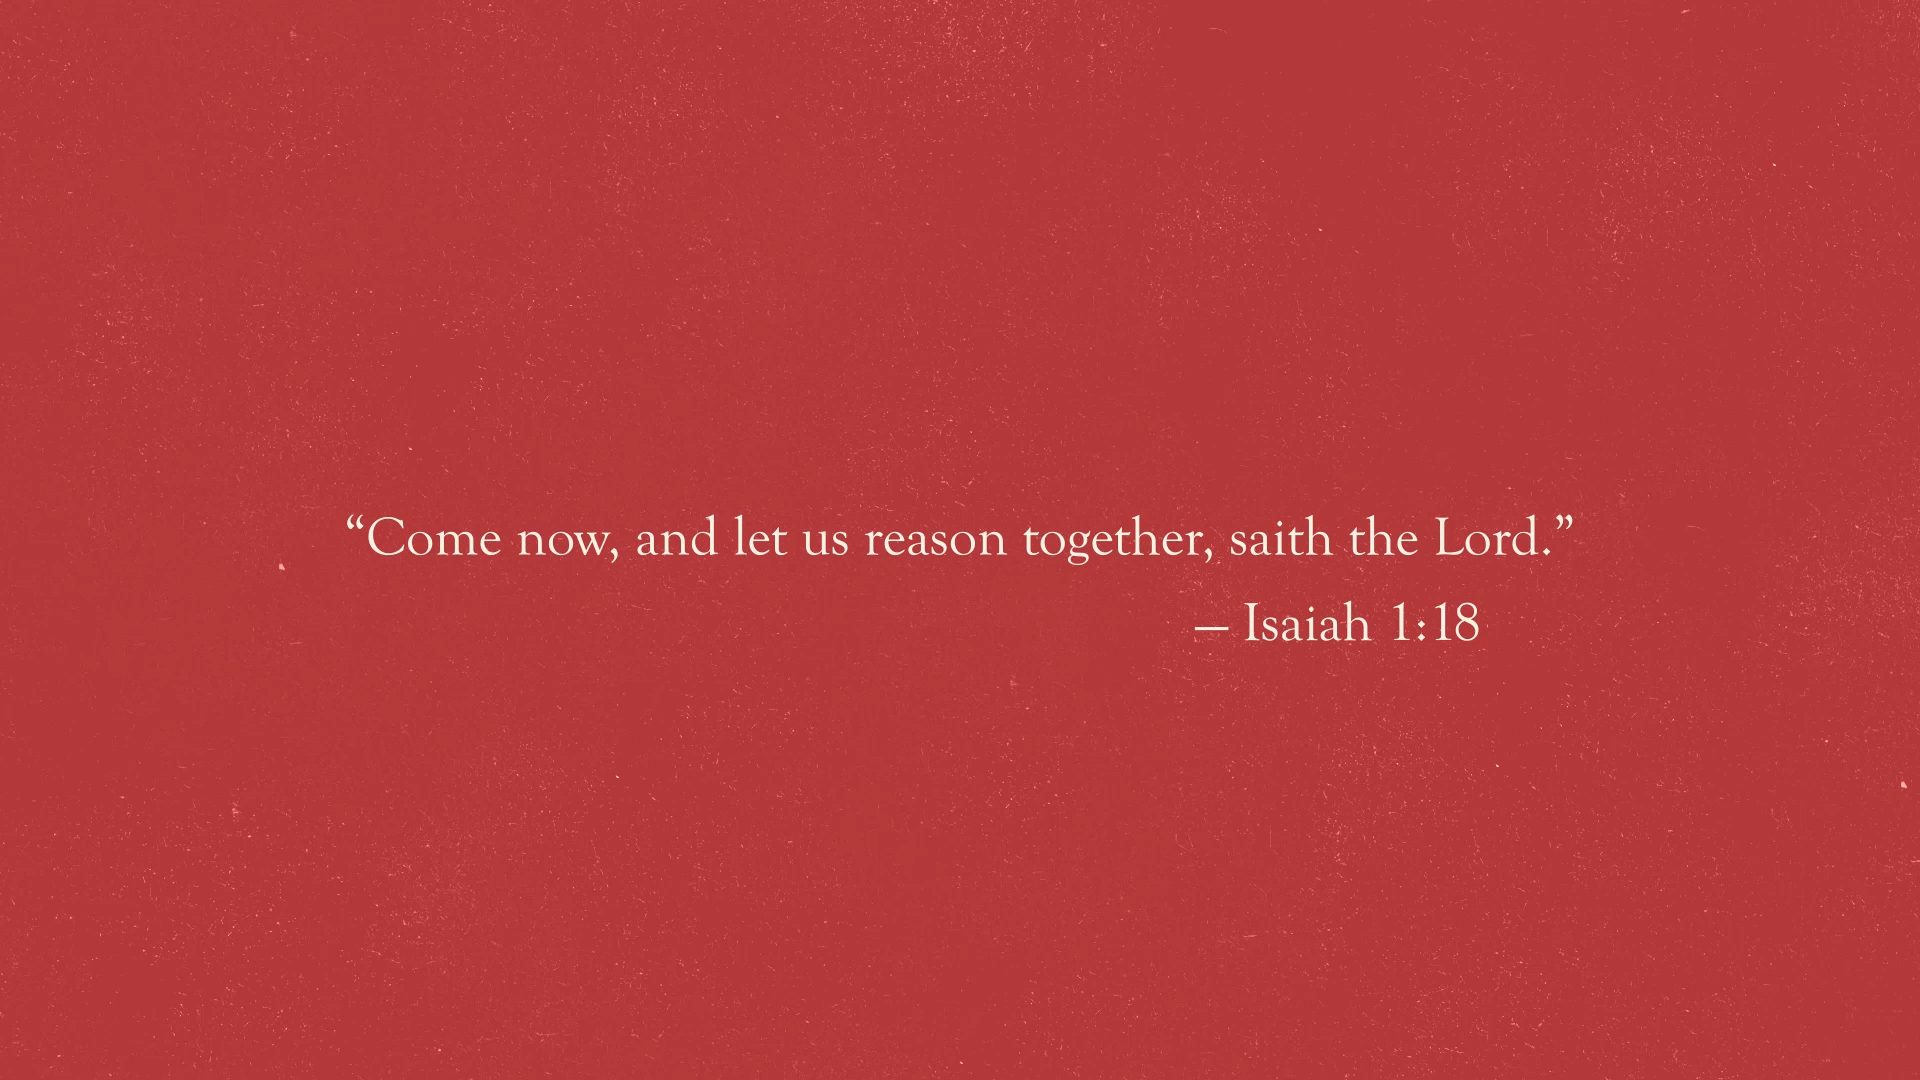 “Come now, and let us reason together, saith the Lord.”
— Isaiah 1:18